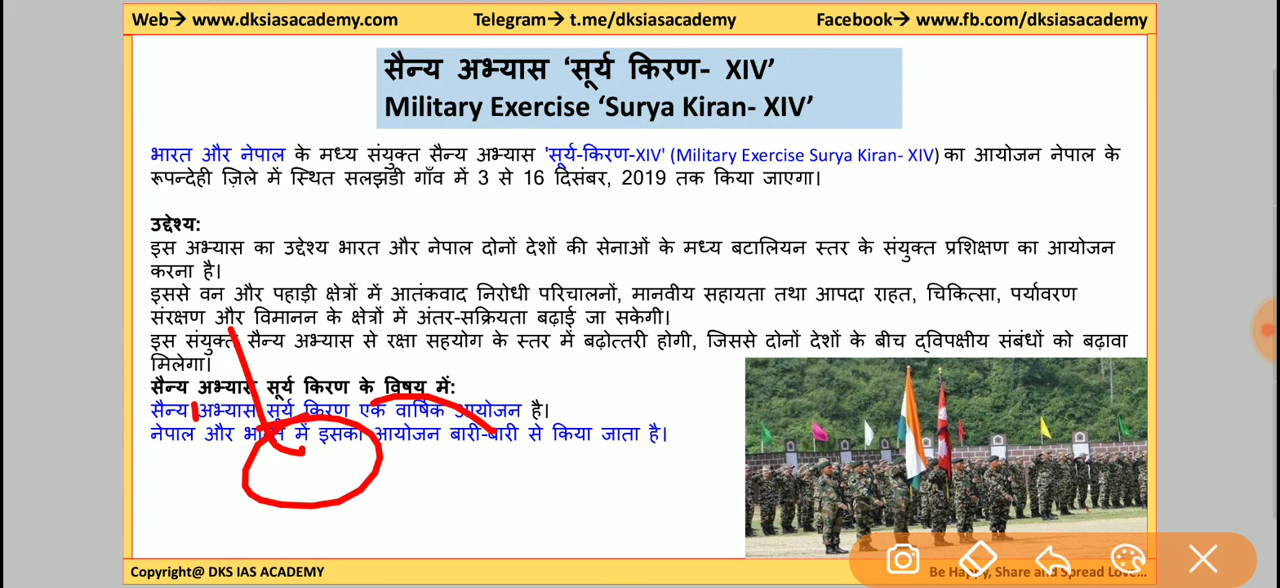 Web→ www.dksiasacademy.com Telegram→ t.me/dksiasacademy Facebook→ www.fb.com/dksiasacademy
सैन्य अभ्यास ‘सूर्य किरण- XIV’
Military Exercise ‘Surya Kiran- XIV’
भारत और नेपाल के मध्य संयुक्त सैन्य अभ्यास 'सूर्य-किरण-XIV' (Military Exercise Surya Kiran- XIV) का आयोजन नेपाल के
रूपन्देही ज़िले में स्थित सलझंडी गाँव में 3 से 16 दिसंबर, 2019 तक किया जाएगा।
उद्देश्य:
इस अभ्यास का उद्देश्य भारत और नेपाल दोनों देशों की सेनाओं के मध्य बटालियन स्तर के संयुक्त प्रशिक्षण का आयोजन
करना है।
इससे वन और पहाड़ी क्षेत्रों में आतंकवाद निरोधी परिचालनों, मानवीय सहायता तथा आपदा राहत, चिकित्सा, पर्यावरण
संरक्षण और विमानन के क्षेत्रों में अंतर-सक्रियता बढ़ाई जा सकेगी।
इस संयुक्त सैन्य अभ्यास से रक्षा सहयोग के स्तर में बढ़ोत्तरी होगी, जिससे दोनों देशों के बीच द्विपक्षीय संबंधों को बढ़ावा
मिलेगा।
सैन्य अभ्यास सूर्य किरण के विषय में:
सैन्य अभ्यास सूर्य किरण एक वार्षिक आयोजन है।
नेपाल और भारत में इसका आयोजन बारी-बारी से किया जाता है।
Copyright@ DKS IAS ACADEMY Be Happy, Share and Spread Love...